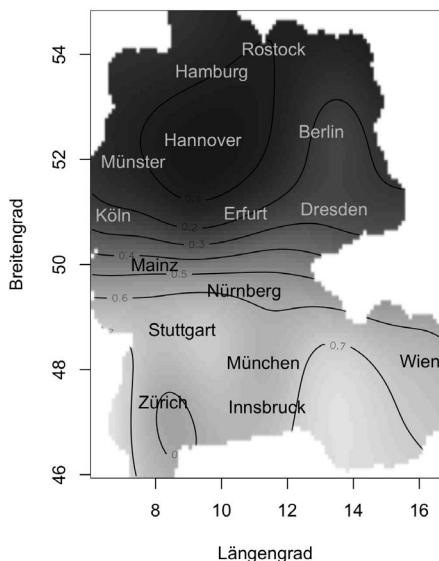 54
Rostock
Hamburg
Berlin
Hannover
52
Münster
0.2
Köln
Erfurt
Dresden
0.3
0.4
Mainz
50
0.5
Nürnberg
0.6
Stuttgart
0.7
München
Wien
48
Zürich
Innsbruck
46
8
10
12
14
16
Breitengrad
Längengrad